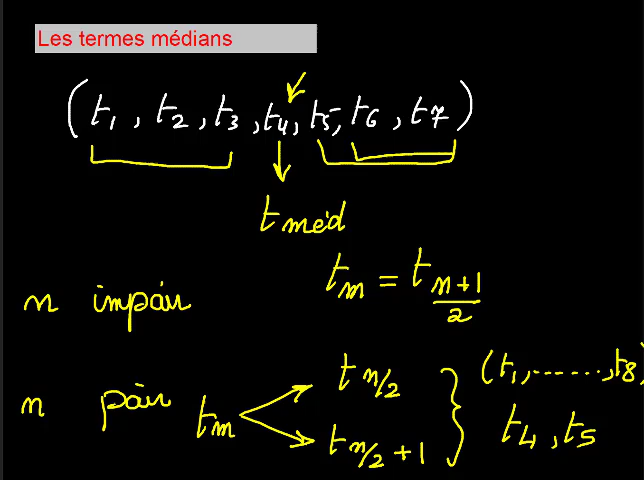 Les termes médians
(t1, t2, t3, t4, t5, t6, t7)
tméd
n impair
tm = t(n+1)/2
n pair
tm
tn/2
tn/2+1
(t1, ......., t8)
t4, t5